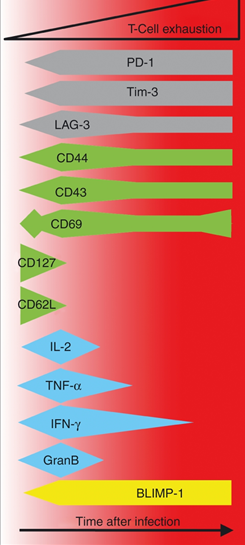 T-Cell exhaustion
PD-1
Tim-3
LAG-3
CD44
CD43
CD69
CD127
CD62L
IL-2
TNF-α
IFN-γ
GranB
BLIMP-1
Time after infection